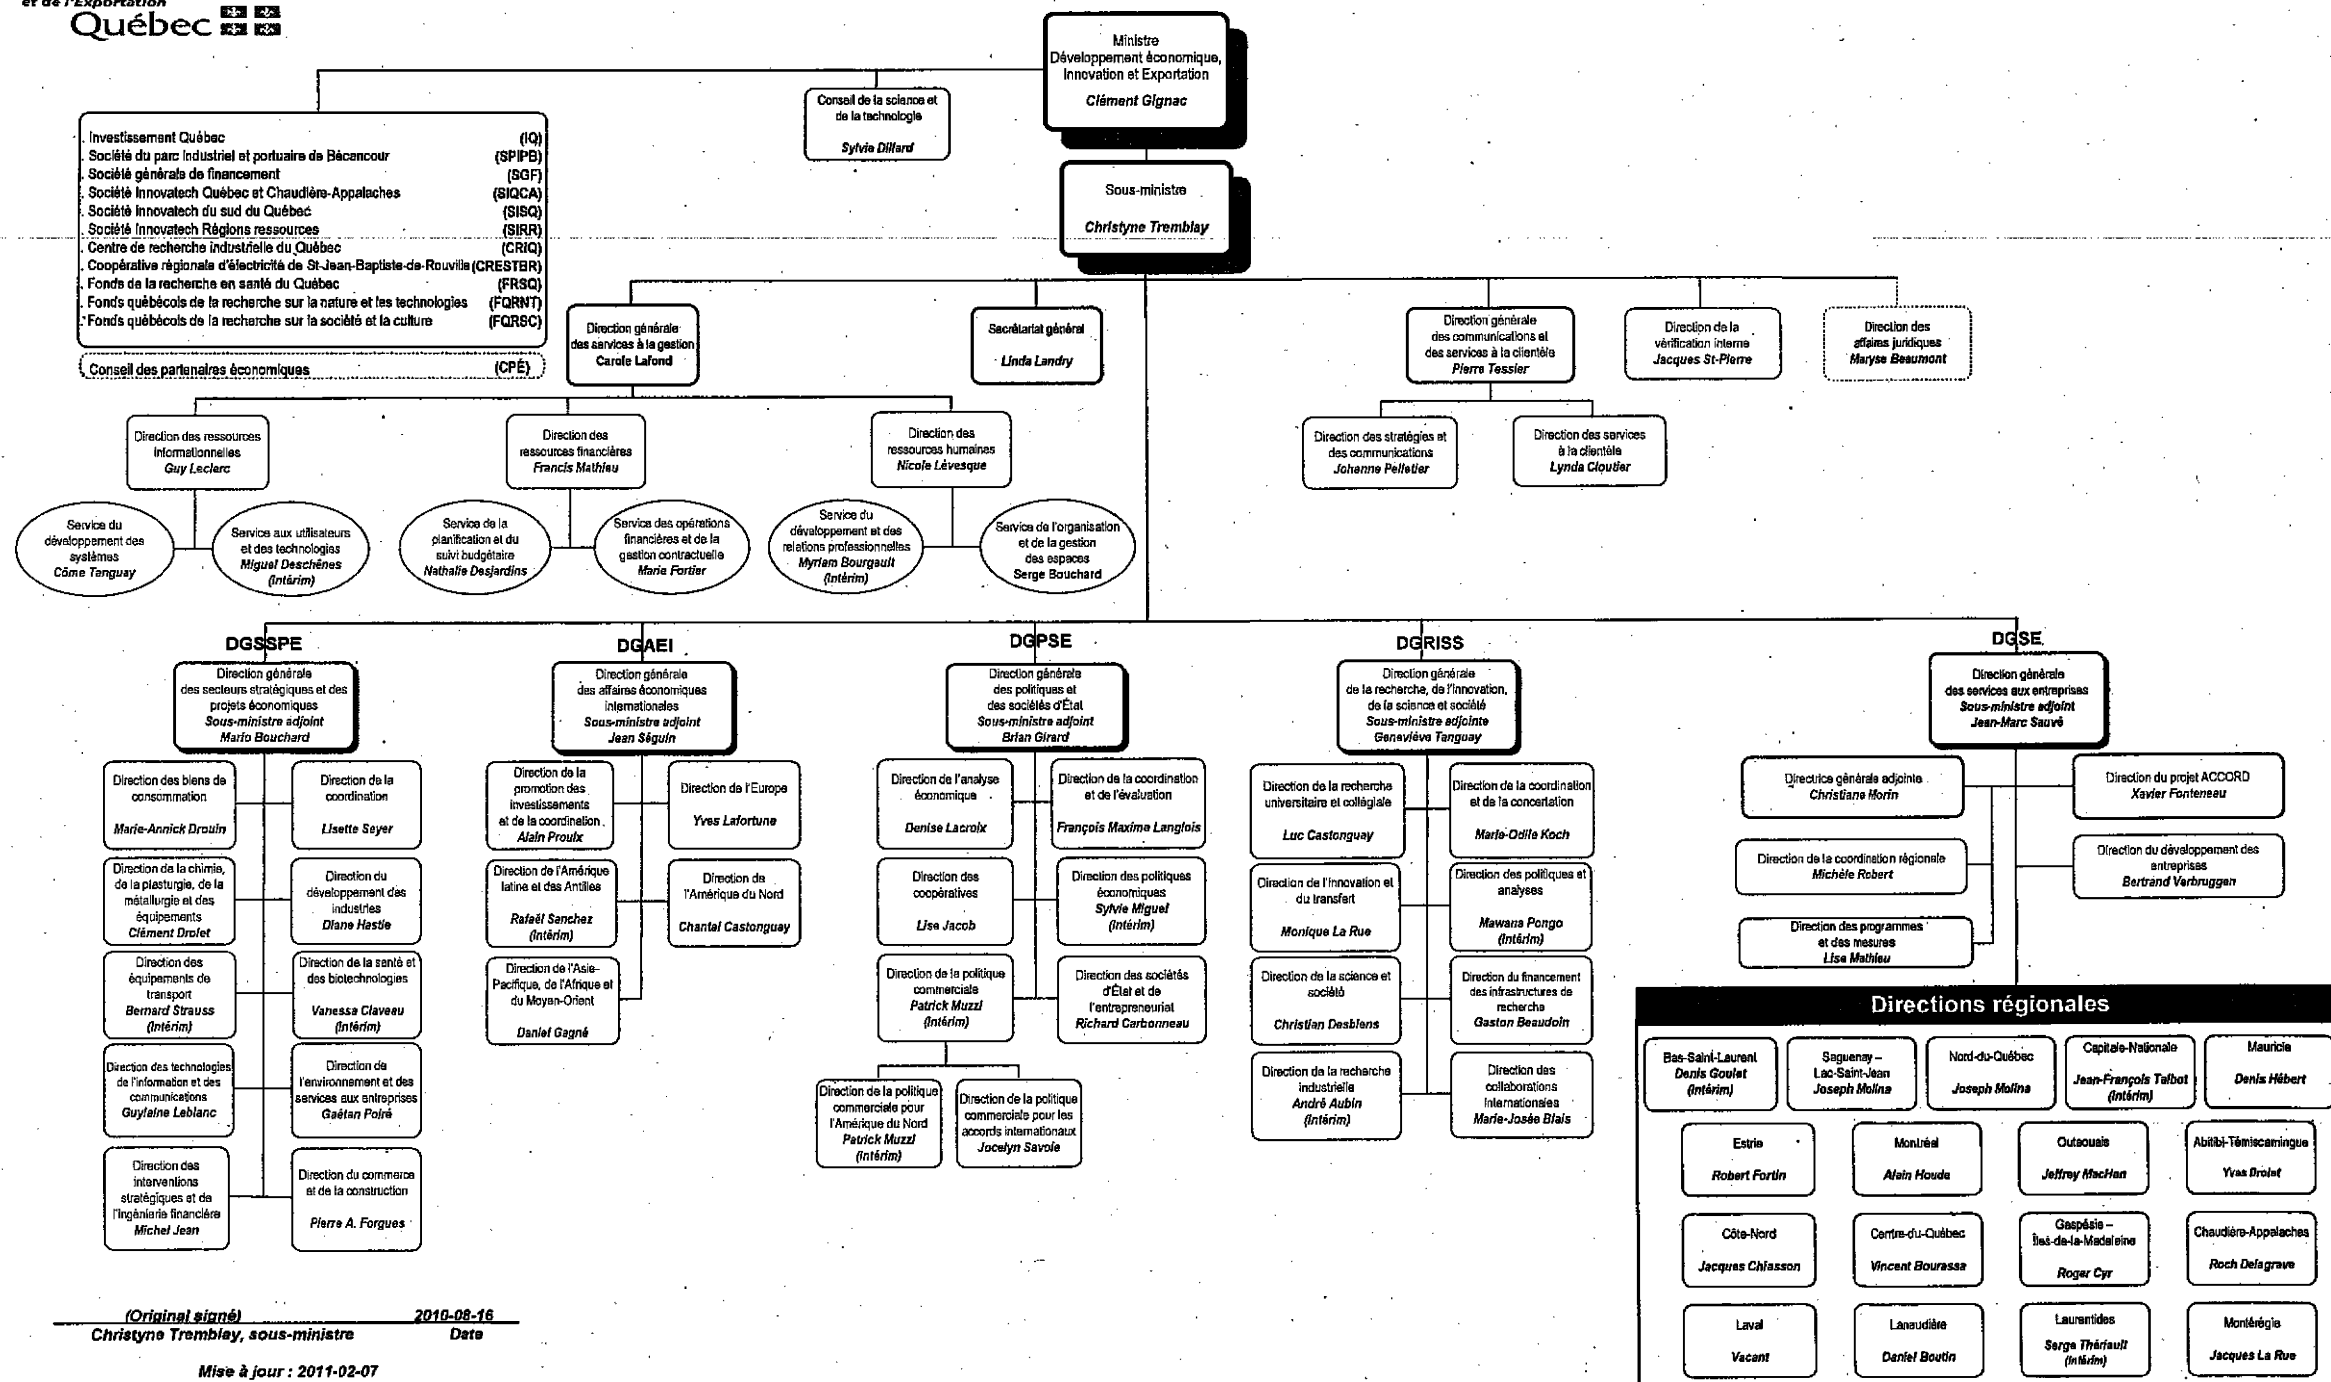 et de l'Exportation
Québec
Ministre
Développement économique,
Innovation et Exportation
Clément Gignac
Conseil de la science et
de la technologie
Sylvie Dillard
. Investissement Québec (IQ)
. Société du parc industriel et portuaire de Bécancour (SPIPB)
. Société générale de financement (SGF)
. Société Innovatech Québec et Chaudière-Appalaches (SIQCA)
. Société Innovatech du sud du Québec (SISQ)
. Société Innovatech Régions ressources (SIRR)
. Centre de recherche industrielle du Québec (CRIQ)
. Coopérative régionale d'électricité de St-Jean-Baptiste-de-Rouville (CRESTBR)
. Fonds de la recherche en santé du Québec (FRSQ)
. Fonds québécois de la recherche sur la nature et les technologies (FQRNT)
. Fonds québécois de la recherche sur la société et la culture (FQRSC)
. Conseil des partenaires économiques (CPÉ)
Sous-ministre
Christyne Tremblay
Direction générale
des services à la gestion
Carole Lafond
Secrétariat général
Linda Landry
Direction générale
des communications et
des services à la clientèle
Pierre Tessier
Direction de la
vérification interne
Jacques St-Pierre
Direction des
affaires juridiques
Maryse Beaumont
Direction des ressources
informationnelles
Guy Leclerc
Direction des
ressources financières
Francis Mathieu
Direction des
ressources humaines
Nicole Lévesque
Direction des stratégies et
des communications
Johanne Pelletier
Direction des services
à la clientèle
Lynda Cloutier
Service du
développement des
systèmes
Côme Tanguay
Service aux utilisateurs
et des technologies
Miguel Deschênes
(Intérim)
Service de la
planification et du
suivi budgétaire
Nathalie Desjardins
Service des opérations
financières et de la
gestion contractuelle
Marie Fortier
Service du
développement et des
relations professionnelles
Myriam Bourgault
(Intérim)
Service de l'organisation
et de la gestion
des espaces
Serge Bouchard
DGSSPE
Direction générale
des secteurs stratégiques et des
projets économiques
Sous-ministre adjoint
Mario Bouchard
DGAEI
Direction générale
des affaires économiques
internationales
Sous-ministre adjoint
Jean Séguin
DGPSE
Direction générale
des politiques et
des sociétés d'État
Sous-ministre adjoint
Brian Girard
DGRISS
Direction générale
de la recherche, de l'innovation,
de la science et société
Sous-ministre adjointe
Geneviève Tanguay
DGSE
Direction générale
des services aux entreprises
Sous-ministre adjoint
Jean-Marc Sauvé
Direction des biens de
consommation
Marie-Annick Drouin
Direction de la
coordination
Lisette Seyer
Direction de la chimie,
de la plasturgie, de la
métallurgie et des
équipements
Clément Drolet
Direction du
développement des
industries
Diane Hastie
Direction des
équipements de
transport
Bernard Strauss
(Intérim)
Direction de la santé et
des biotechnologies
Vanessa Claveau
(Intérim)
Direction des technologies
de l'information et des
communications
Guylaine Leblanc
Direction de
l'environnement et des
services aux entreprises
Gaétan Poiré
Direction des
interventions
stratégiques et de
l'ingénierie financière
Michel Jean
Direction du commerce
et de la construction
Pierre A. Forgues
Direction de la
promotion des
investissements
et de la coordination
Alain Proulx
Direction de l'Europe
Yves Lafortune
Direction de l'Amérique
latine et des Antilles
Rafaël Sanchez
(Intérim)
Direction de
l'Amérique du Nord
Chantal Castonguay
Direction de l'Asie-
Pacifique, de l'Afrique et
du Moyen-Orient
Daniel Gagné
Direction de l'analyse
économique
Denise Lacroix
Direction de la coordination
et de l'évaluation
François Maxime Langlois
Direction des
coopératives
Lise Jacob
Direction des politiques
économiques
Sylvie Miguel
(Intérim)
Direction de la politique
commerciale
Patrick Muzzi
(Intérim)
Direction des sociétés
d'État et de
l'entrepreneuriat
Richard Carbonneau
Direction de la politique
commerciale pour
l'Amérique du Nord
Patrick Muzzi
(Intérim)
Direction de la politique
commerciale pour les
accords internationaux
Jocelyn Savoie
Direction de la recherche
universitaire et collégiale
Luc Castonguay
Direction de la coordination
et de la concertation
Marie-Odile Koch
Direction de l'innovation et
du transfert
Monique La Rue
Direction des politiques et
analyses
Mawana Pongo
(Intérim)
Direction de la science et
société
Christian Desbiens
Direction du financement
des infrastructures de
recherche
Gaston Beaudoin
Direction de la recherche
industrielle
André Aubin
(Intérim)
Direction des
collaborations
internationales
Marie-Josée Blais
Directrice générale adjointe
Christiane Morin
Direction du projet ACCORD
Xavier Fonteneau
Direction de la coordination régionale
Michèle Robert
Direction du développement des
entreprises
Bertrand Verbruggen
Direction des programmes
et des mesures
Lise Mathieu
Directions régionales
Bas-Saint-Laurent
Denis Goulet
(Intérim)
Saguenay –
Lac-Saint-Jean
Joseph Molina
Nord-du-Québec
Joseph Molina
Capitale-Nationale
Jean-François Talbot
(Intérim)
Mauricie
Denis Hébert
Estrie
Robert Fortin
Montréal
Alain Houde
Outaouais
Jeffrey MacHan
Abitibi-Témiscamingue
Yves Drolet
Côte-Nord
Jacques Chiasson
Centre-du-Québec
Vincent Bourassa
Gaspésie –
Îles-de-la-Madeleine
Roger Cyr
Chaudière-Appalaches
Roch Delagrave
Laval
Vacant
Lanaudière
Daniel Boutin
Laurentides
Serge Thériault
(Intérim)
Montérégie
Jacques La Rue
(Original signé) 2010-08-16
Christyne Tremblay, sous-ministre Date
Mise à jour : 2011-02-07